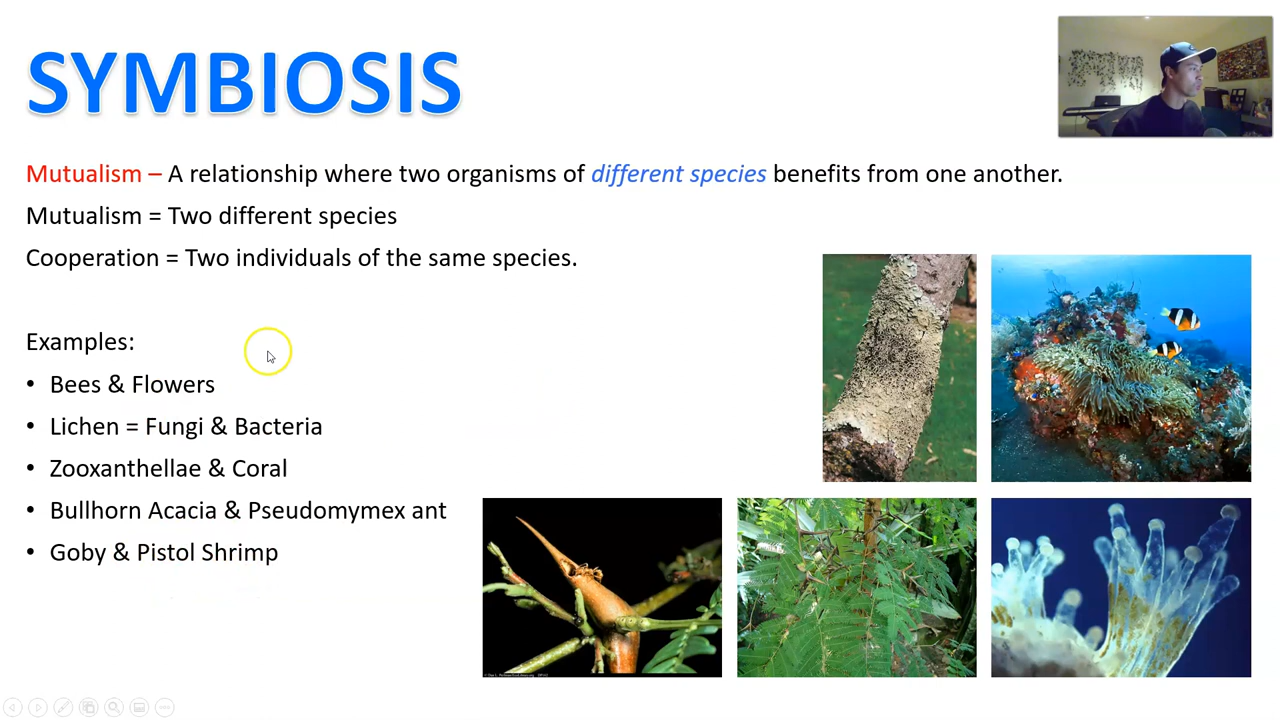 SYMBIOSIS
Mutualism – A relationship where two organisms of different species benefits from one another.
Mutualism = Two different species
Cooperation = Two individuals of the same species.
Examples:
• Bees & Flowers
• Lichen = Fungi & Bacteria
• Zooxanthellae & Coral
• Bullhorn Acacia & Pseudomymex ant
• Goby & Pistol Shrimp